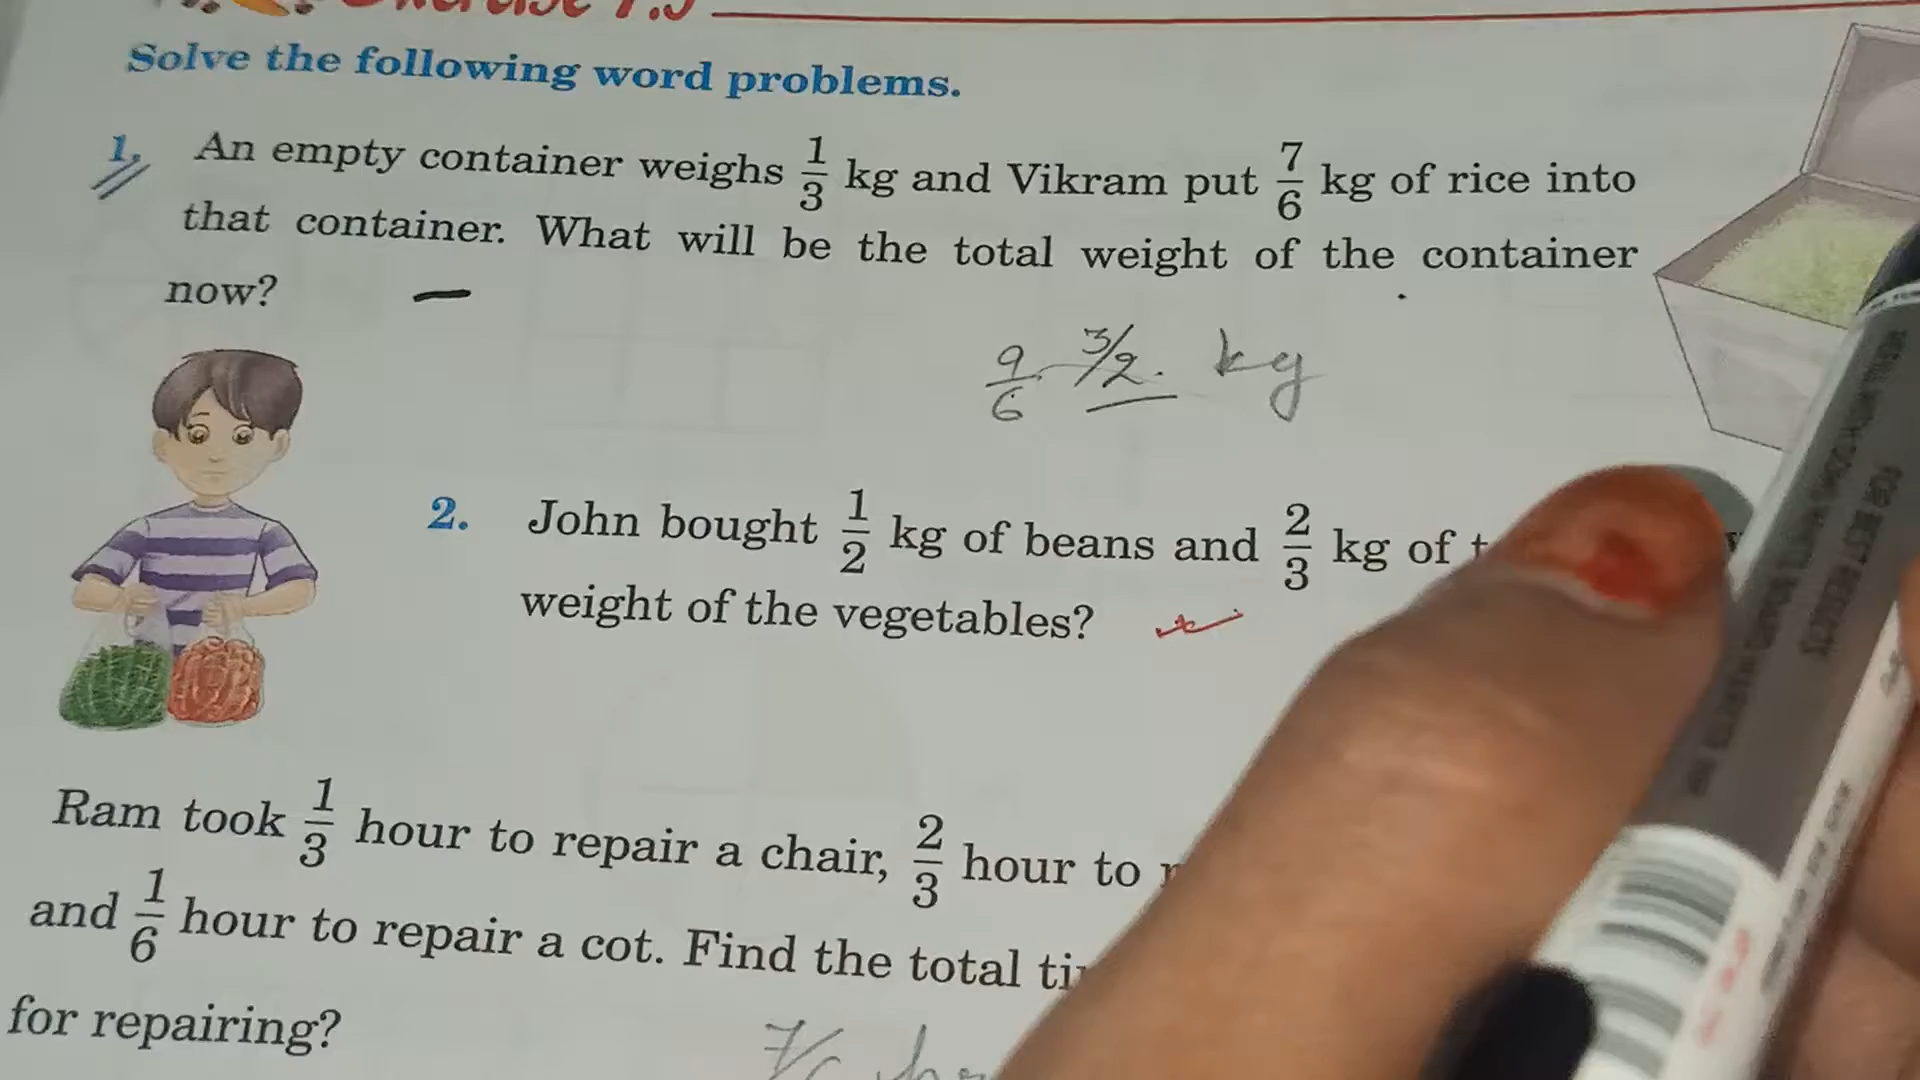 Exercise 7.3
Solve the following word problems.
1. An empty container weighs 1/3 kg and Vikram put 7/6 kg of rice into
that container. What will be the total weight of the container
now?
9/6 3/2. kg
2. John bought 1/2 kg of beans and 2/3 kg of
weight of the vegetables?
Ram took 1/3 hour to repair a chair, 2/3 hour to
and 1/6 hour to repair a cot. Find the total
for repairing?